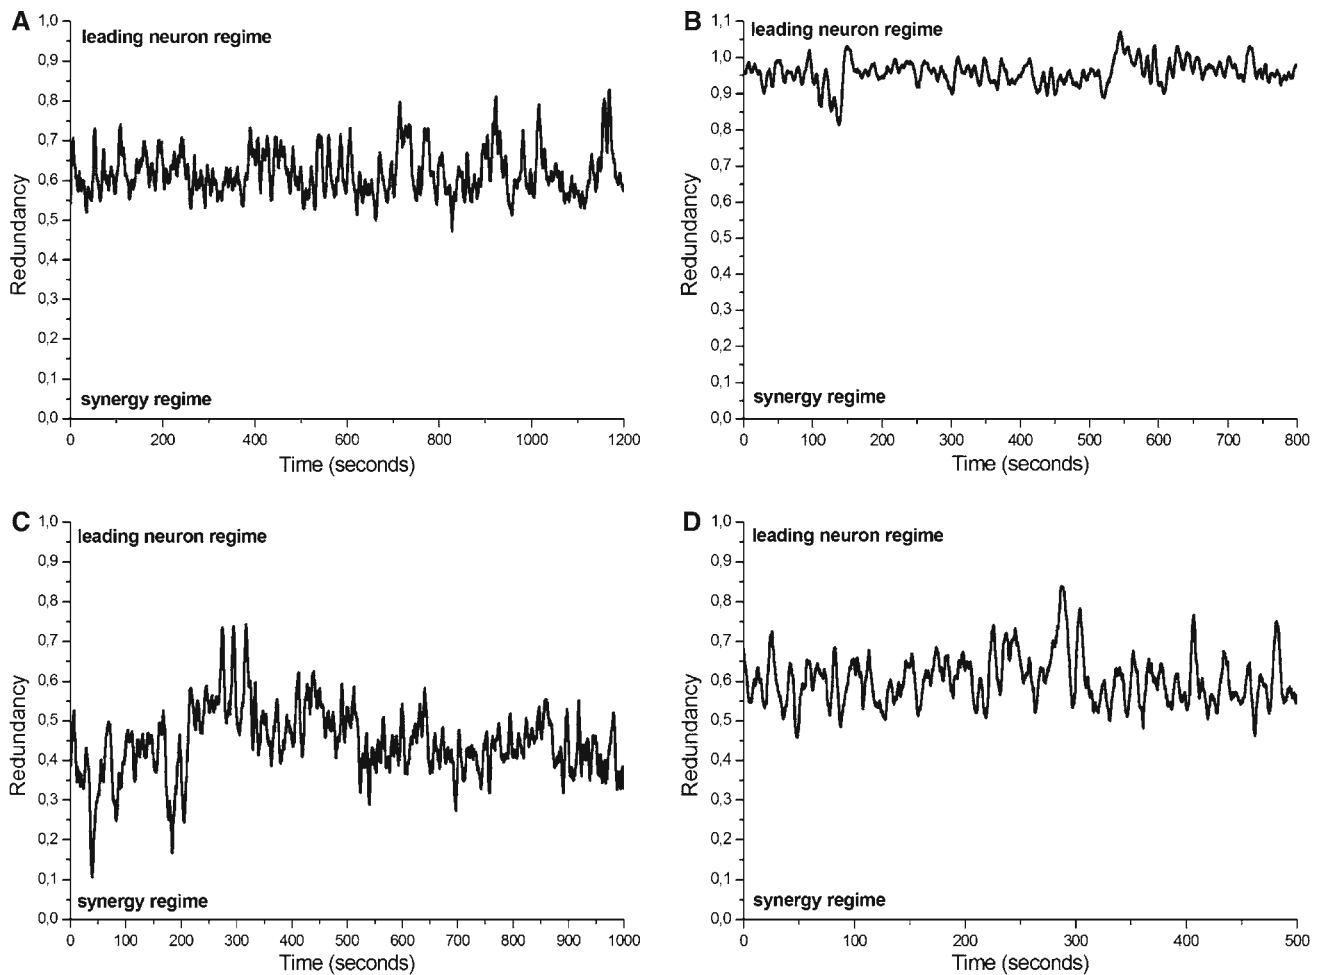 A
leading neuron regime
1,0
0,9
0,8
0,7
0,6
0,5
0,4
0,3
0,2
0,1
0,0
Redundancy
synergy regime
0 200 400 600 800 1000 1200
Time (seconds)
B
leading neuron regime
1,1
1,0
0,9
0,8
0,7
0,6
0,5
0,4
0,3
0,2
0,1
0,0
Redundancy
synergy regime
0 100 200 300 400 500 600 700 800
Time (seconds)
C
leading neuron regime
1,0
0,9
0,8
0,7
0,6
0,5
0,4
0,3
0,2
0,1
0,0
Redundancy
synergy regime
0 100 200 300 400 500 600 700 800 900 1000
Time (seconds)
D
leading neuron regime
1,0
0,9
0,8
0,7
0,6
0,5
0,4
0,3
0,2
0,1
0,0
Redundancy
synergy regime
0 100 200 300 400 500
Time (seconds)